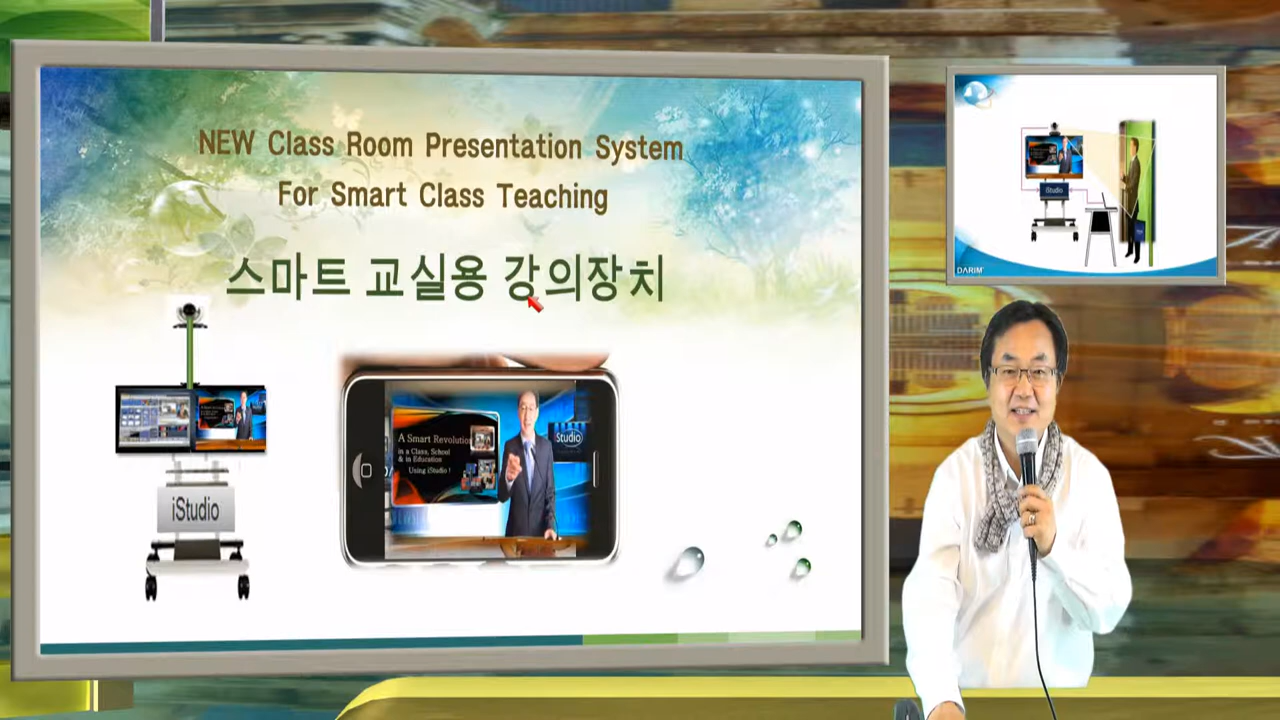 NEW Class Room Presentation System
For Smart Class Teaching
스마트 교실용 강의장치
iStudio
A Smart Revolution
in a Class, School
& in Education
Using iStudio !
Studio
iStudio
DARIM